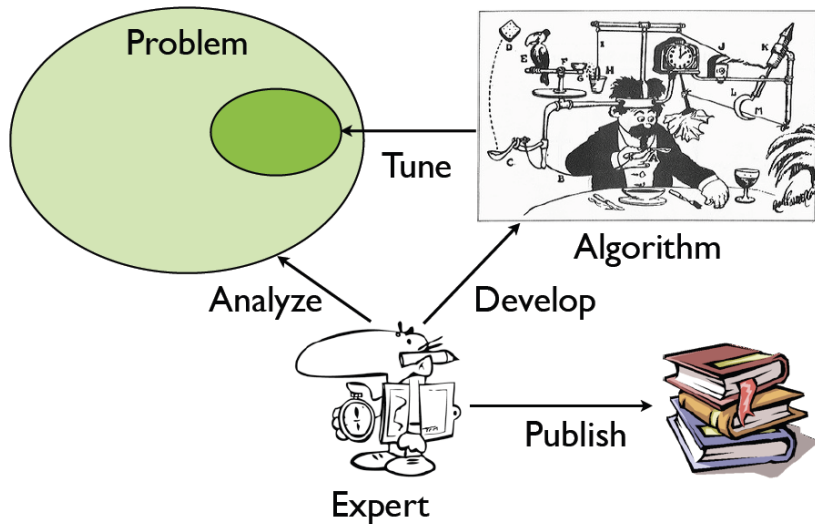 Problem
D
E
F
G
H
I
J
K
L
M
C
B
Tune
Algorithm
Analyze
Develop
Publish
Expert